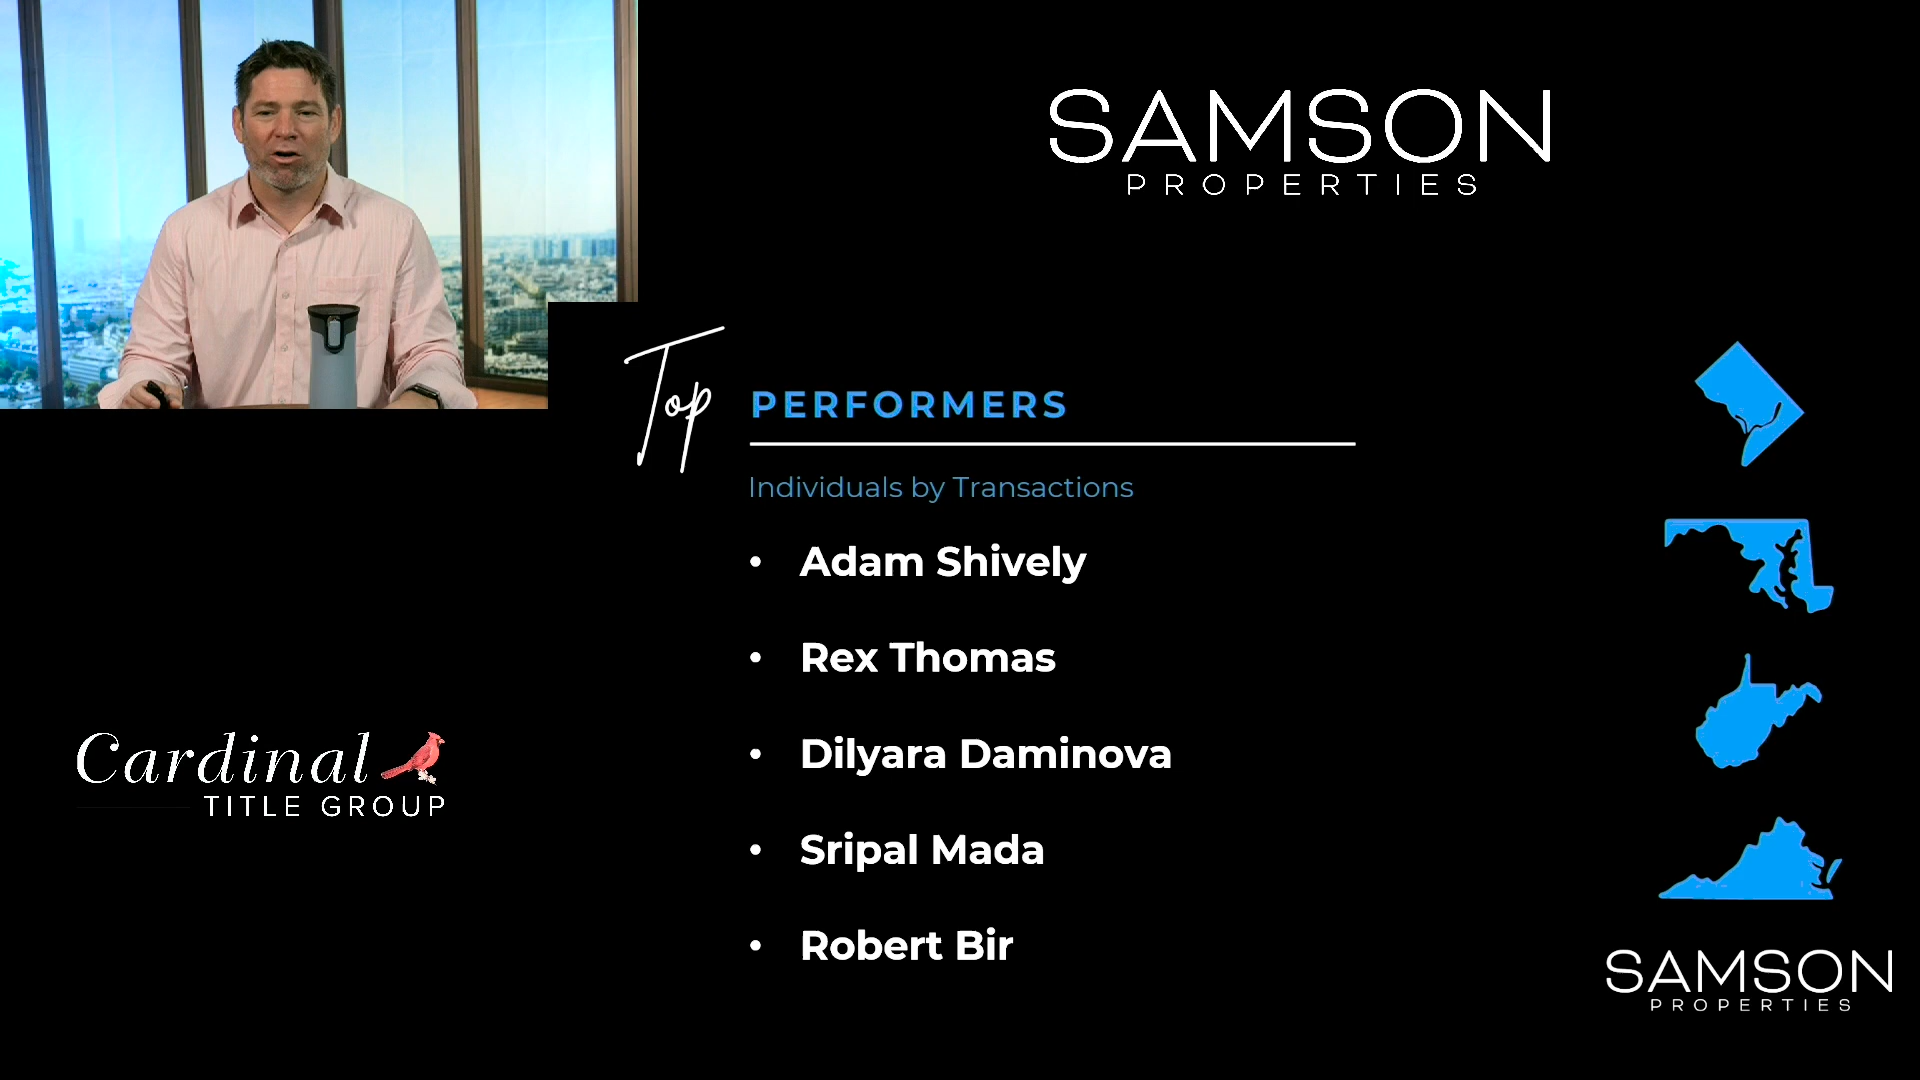 SAMSON
PROPERTIES
Top
PERFORMERS
Individuals by Transactions
• Adam Shively
• Rex Thomas
• Dilyara Daminova
• Sripal Mada
• Robert Bir
Cardinal
TITLE GROUP
SAMSON
PROPERTIES